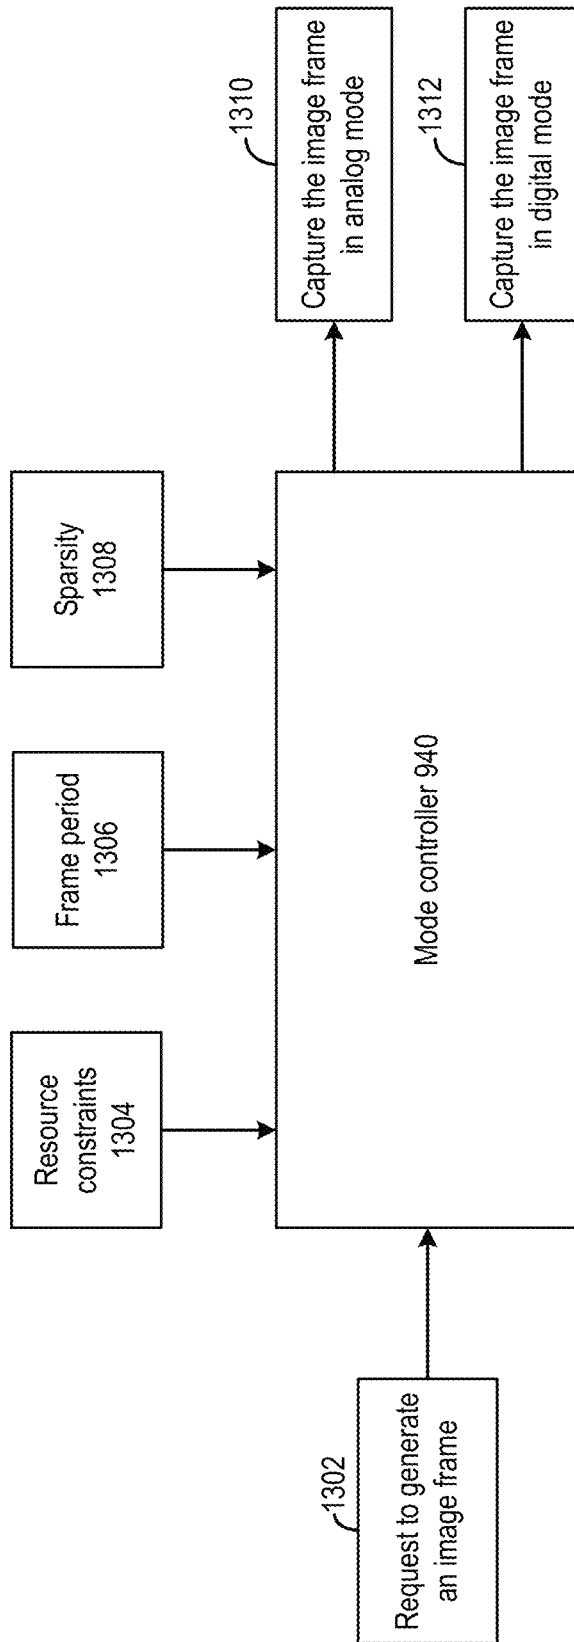 1302
Request to generate
an image frame
Resource
constraints
1304
Frame period
1306
Sparsity
1308
Mode controller 940
1310
Capture the image frame
in analog mode
1312
Capture the image frame
in digital mode